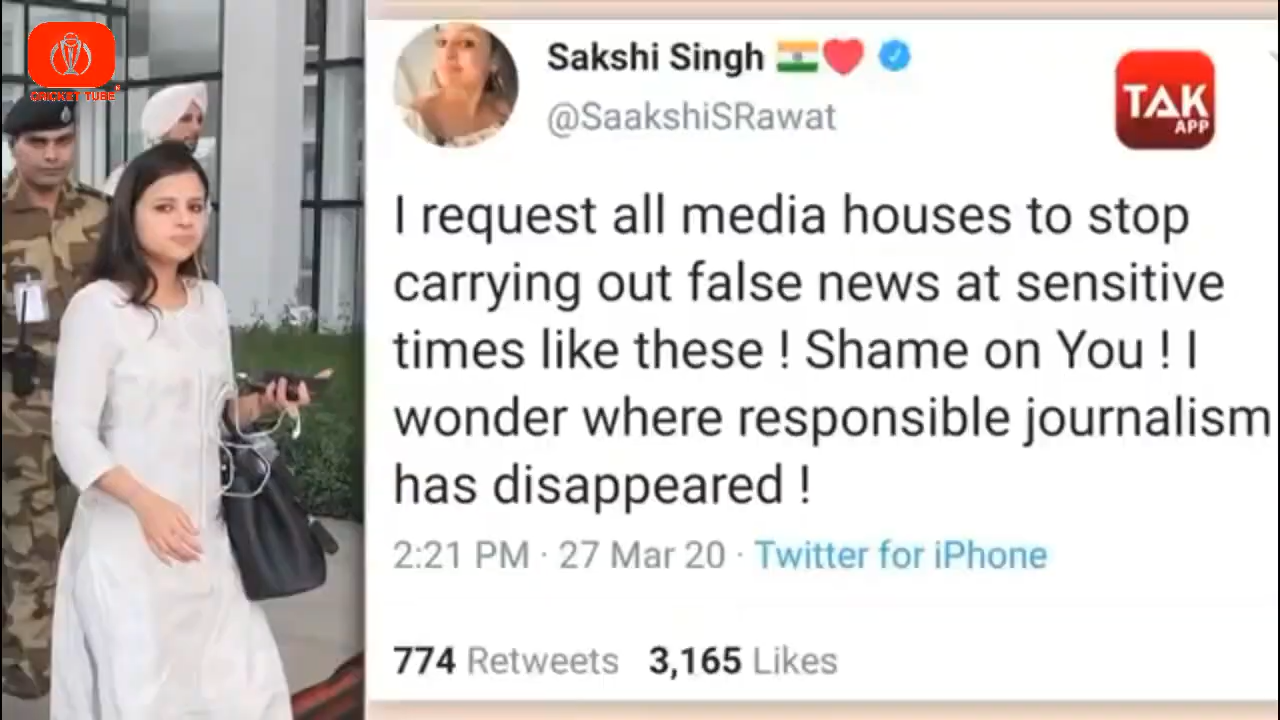 CRICKET TUBE
Sakshi Singh 🇮🇳❤️
@SaakshiSRawat
TAK
APP
I request all media houses to stop
carrying out false news at sensitive
times like these ! Shame on You ! I
wonder where responsible journalism
has disappeared !
2:21 PM · 27 Mar 20 · Twitter for iPhone
774 Retweets 3,165 Likes